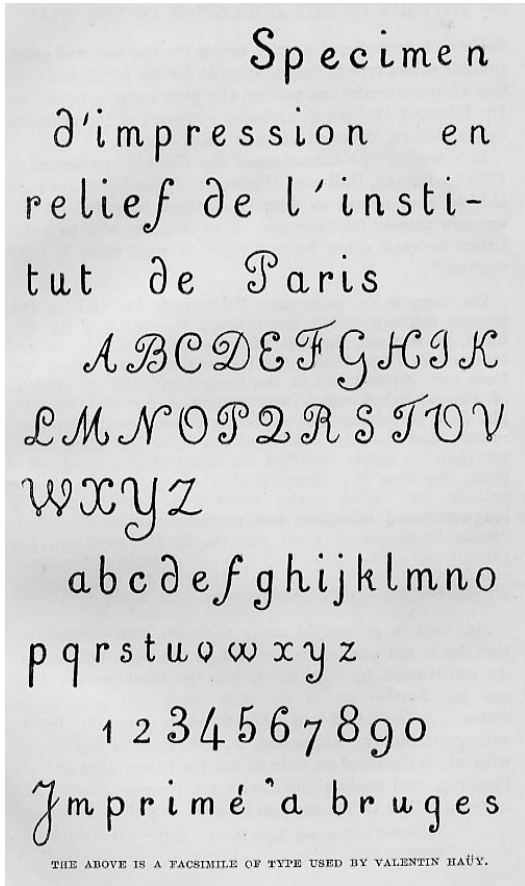 Specimen
d'impression en
relief de l'insti-
tut de Paris
ABCDEFGHIK
LMNOPQRSTUV
WXYZ
abcdefghijklmno
pqrstuvwxyz
1234567890
Imprimé `a bruges
THE ABOVE IS A FACSIMILE OF TYPE USED BY VALENTIN HAÜY.